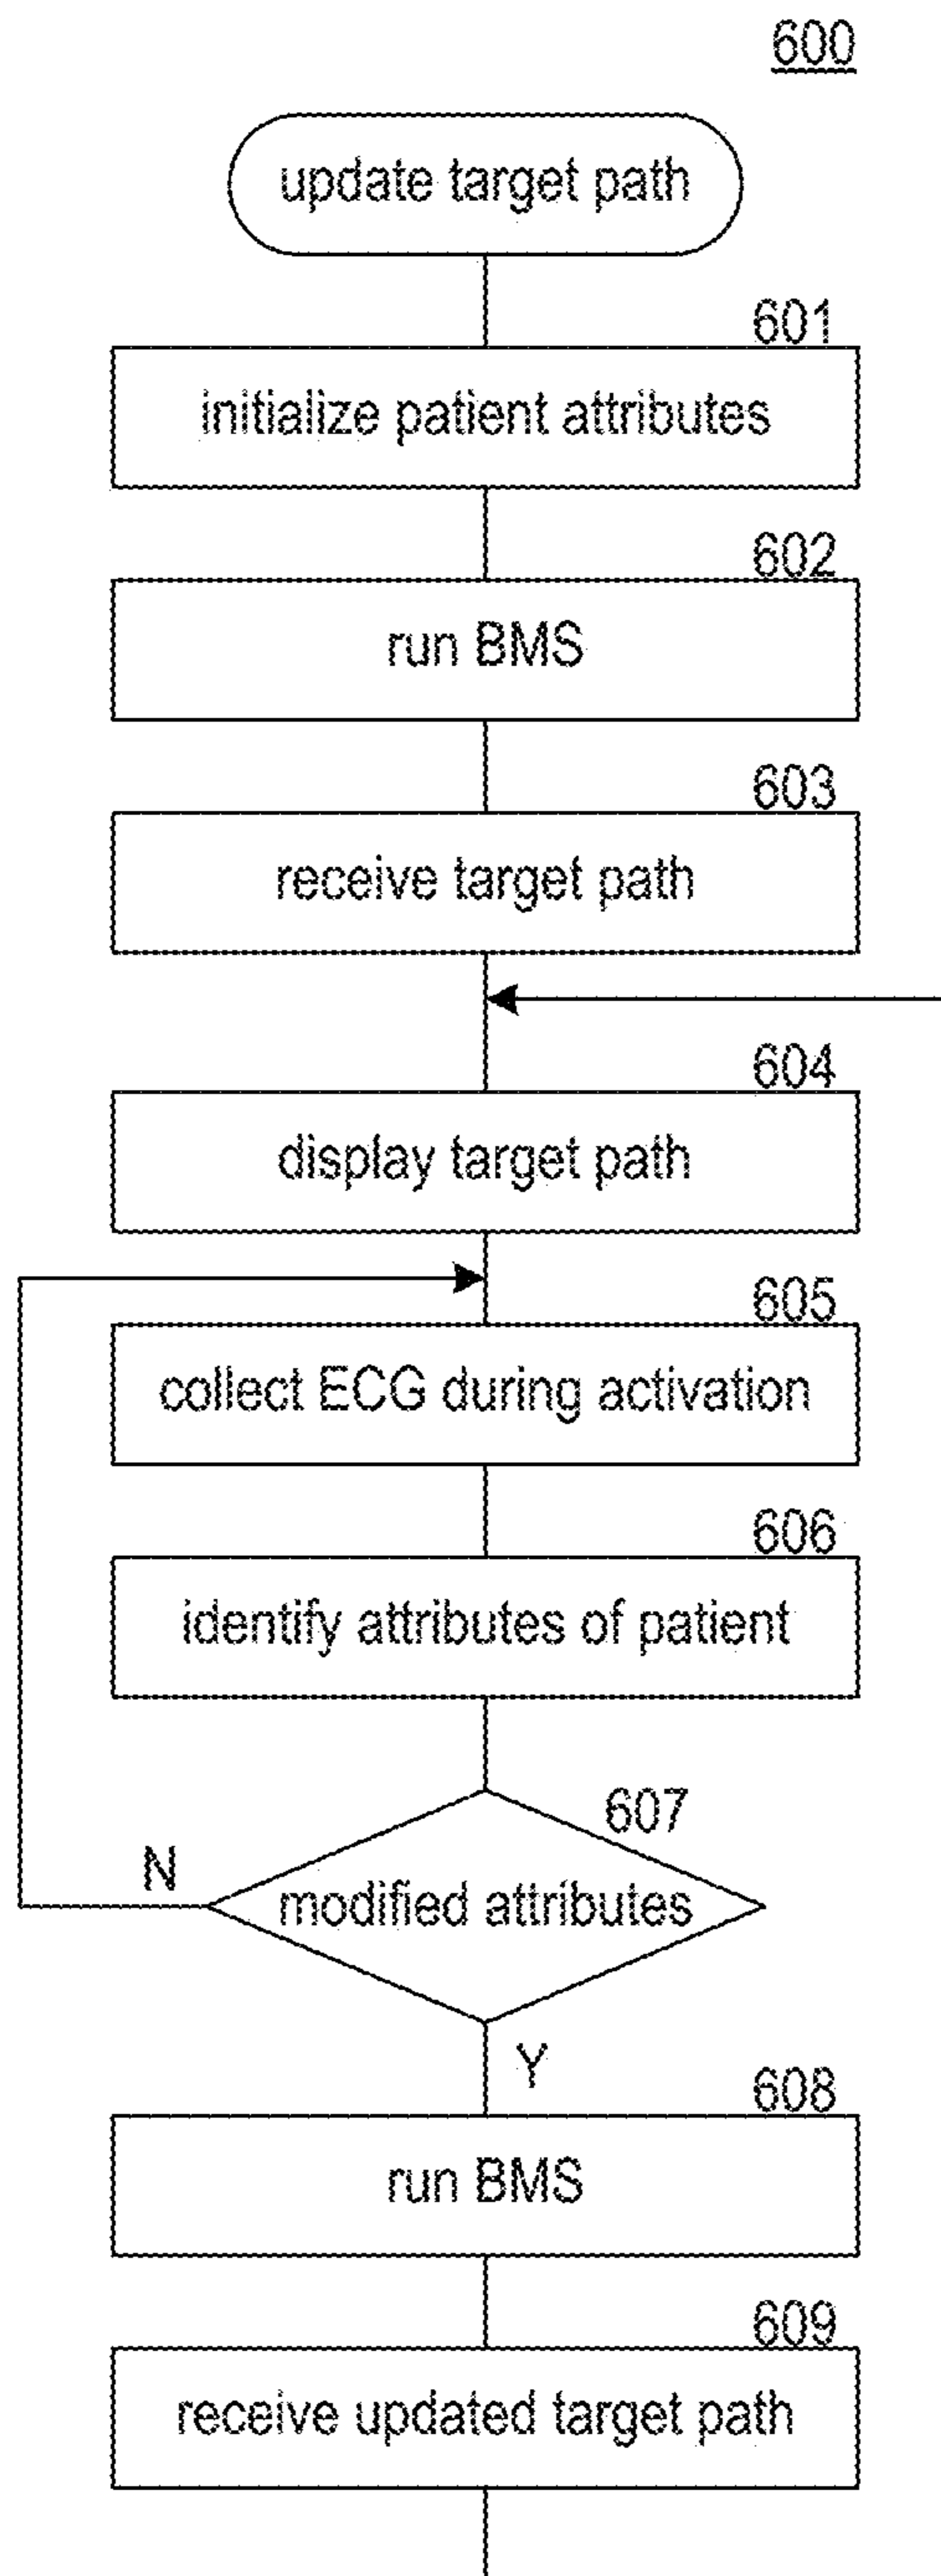 600
update target path
601
initialize patient attributes
602
run BMS
603
receive target path
604
display target path
605
collect ECG during activation
606
identify attributes of patient
607
modified attributes
N
Y
608
run BMS
609
receive updated target path